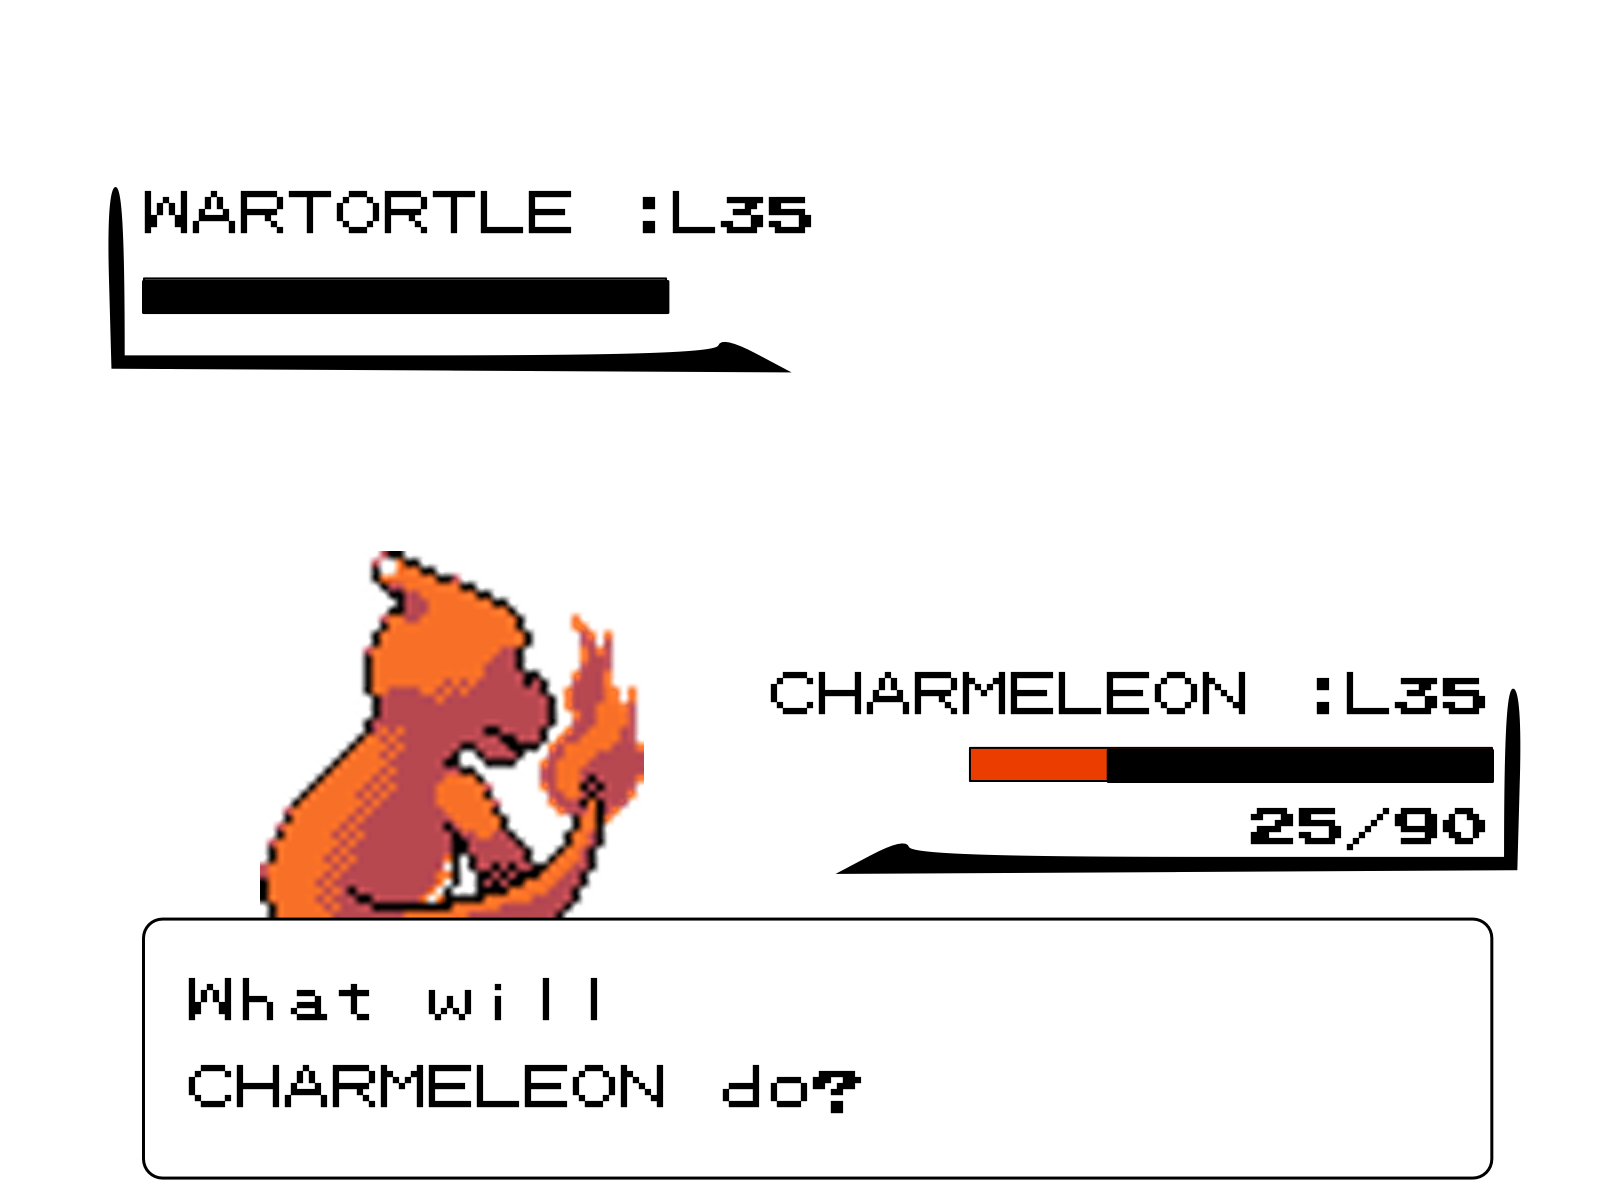 WARTORTLE :L35
CHARMELEON :L35
25/90
What will
CHARMELEON do?